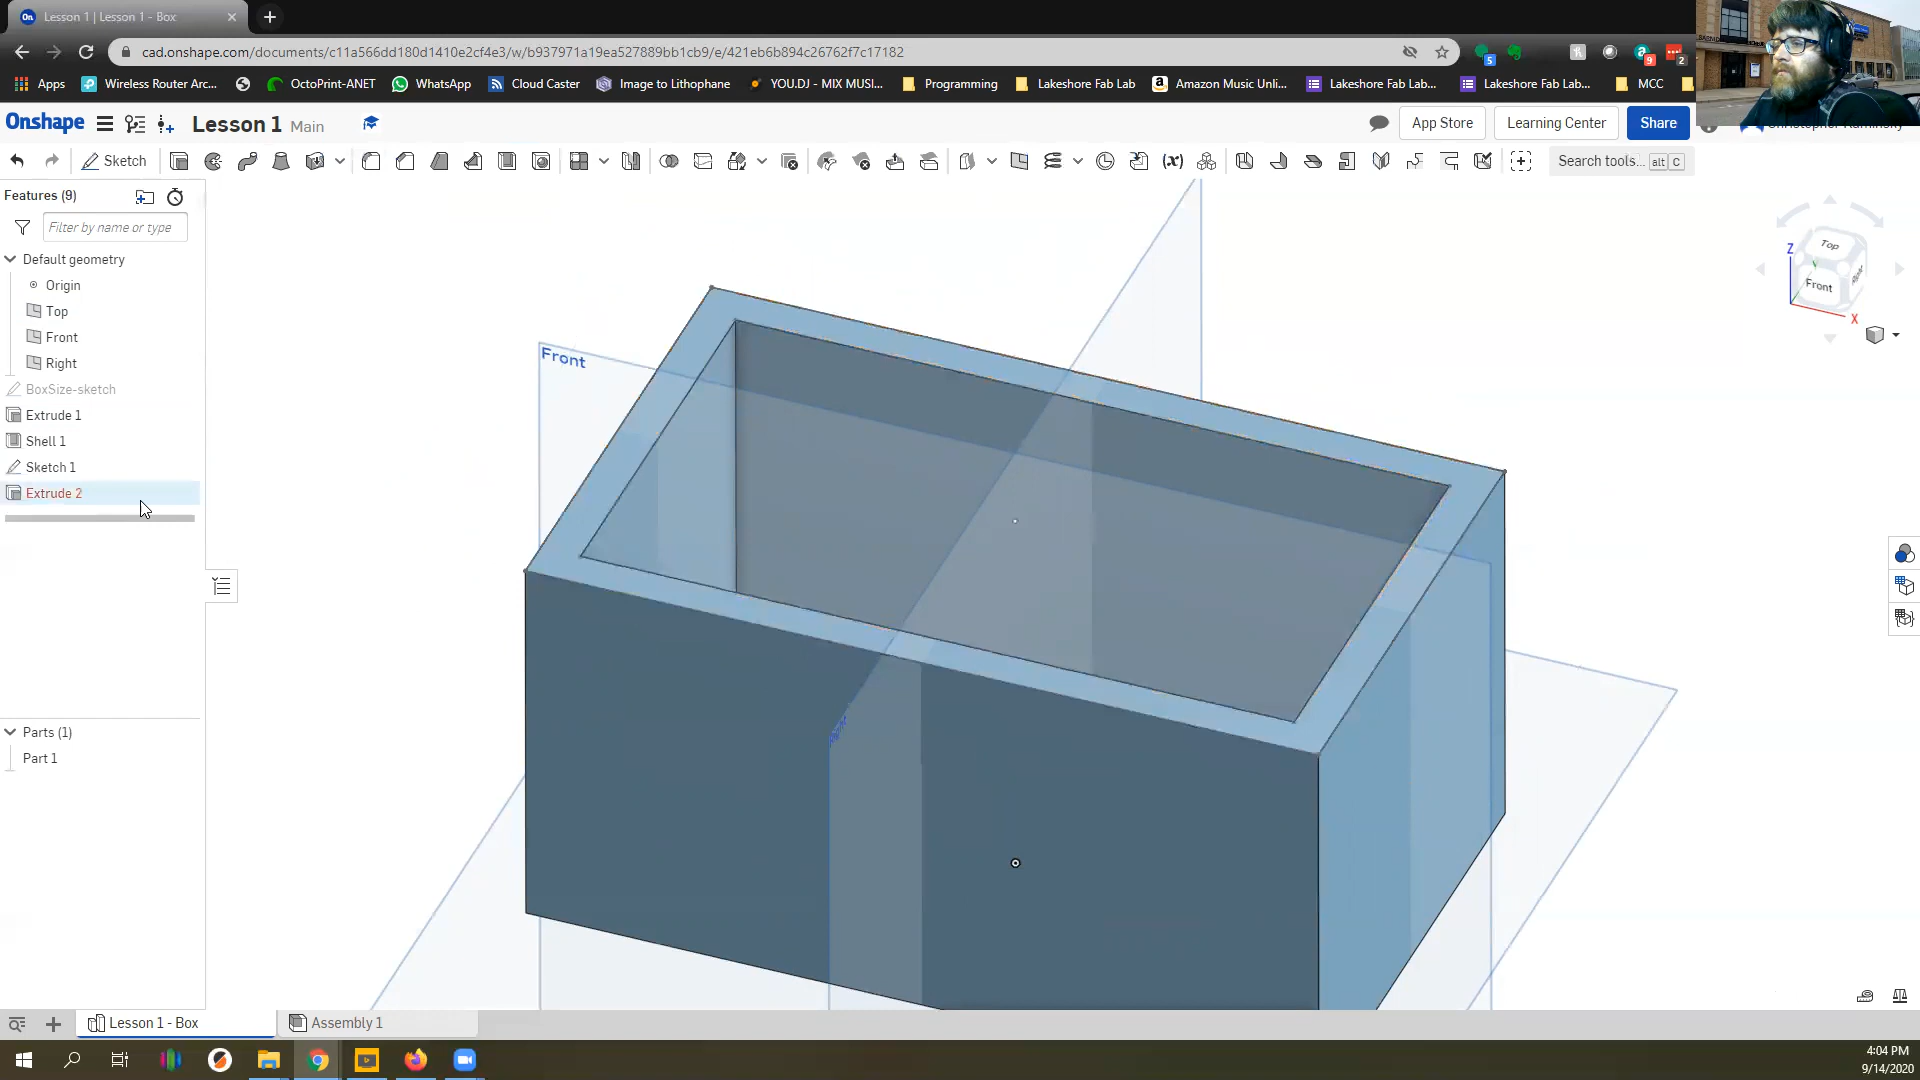 Lesson 1 | Lesson 1 - Box
cad.onshape.com/documents/c11a566dd180d1410e2cf4e3/w/b937971a19ea527889bb1cb9/e/421eb6b894c26762f7c17182
5
9
2
Apps
Wireless Router Arc...
OctoPrint-ANET
WhatsApp
Cloud Caster
Image to Lithophane
YOU.DJ - MIX MUSI...
Programming
Lakeshore Fab Lab
Amazon Music Unli...
Lakeshore Fab Lab...
Lakeshore Fab Lab...
MCC
Onshape
Lesson 1 Main
App Store
Learning Center
Share
Sketch
Search tools... alt C
Features (9)
Filter by name or type
Default geometry
Origin
Top
Front
Right
BoxSize-sketch
Extrude 1
Shell 1
Sketch 1
Extrude 2
Parts (1)
Part 1
Front
Top
Front
Z
X
Lesson 1 - Box
Assembly 1
4:04 PM
9/14/2020